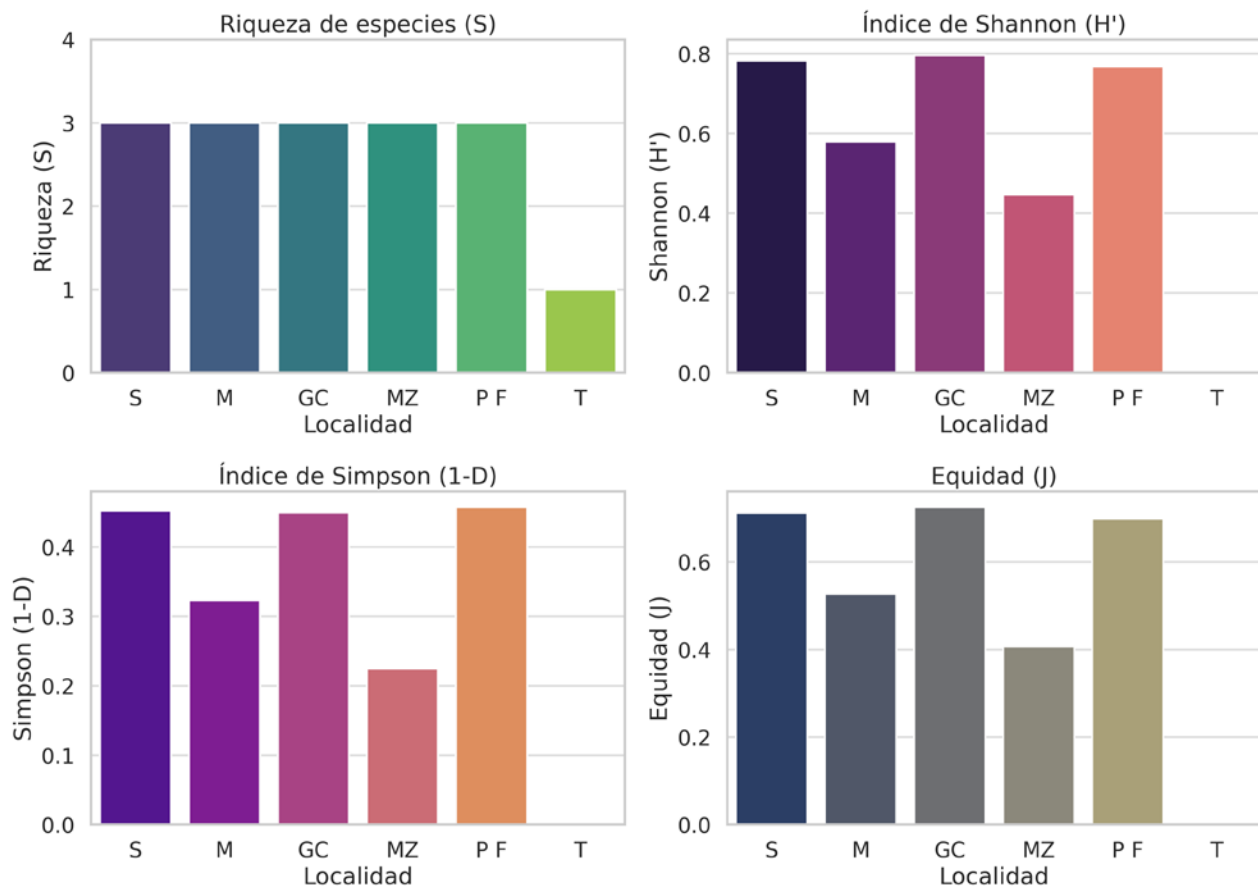 Riqueza de especies (S)
4
3
2
1
0
Riqueza (S)
S M GC MZ P F T
Localidad
Índice de Shannon (H')
0.8
0.6
0.4
0.2
0.0
Shannon (H')
S M GC MZ P F T
Localidad
Índice de Simpson (1-D)
0.4
0.3
0.2
0.1
0.0
Simpson (1-D)
S M GC MZ P F T
Localidad
Equidad (J)
0.6
0.4
0.2
0.0
Equidad (J)
S M GC MZ P F T
Localidad